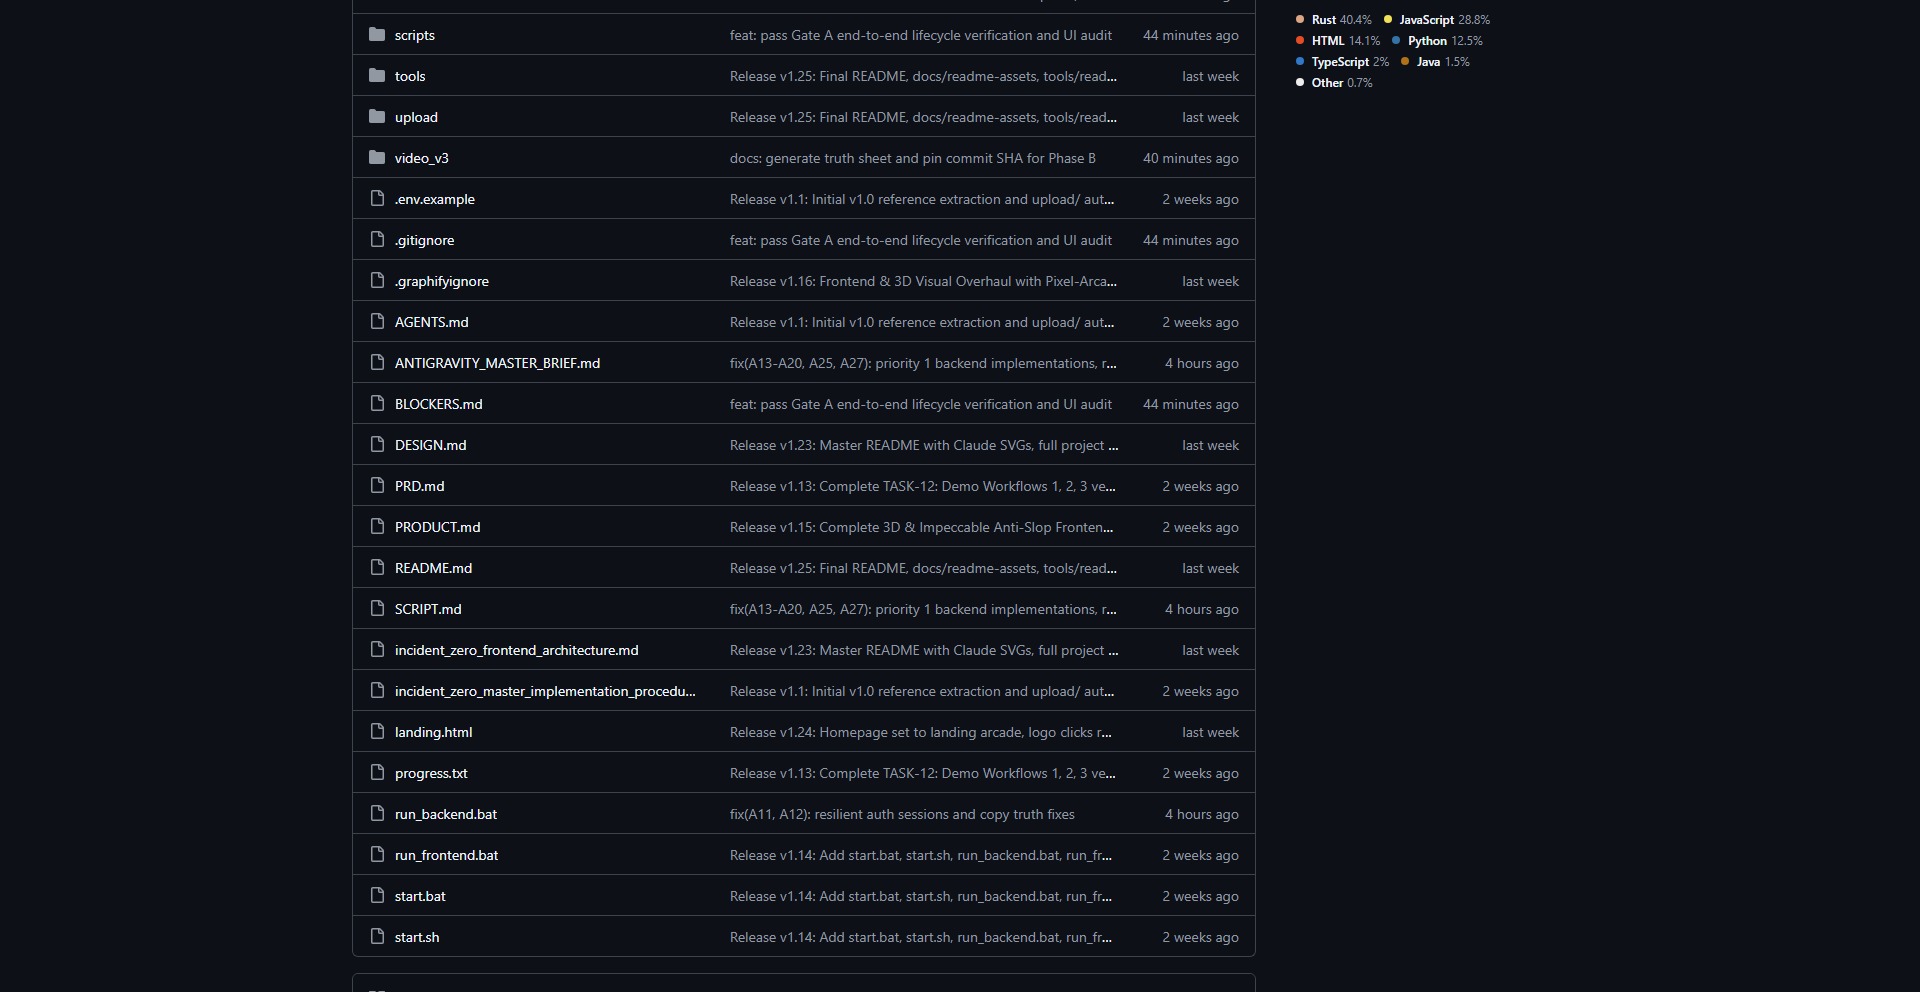 scripts feat: pass Gate A end-to-end lifecycle verification and UI audit 44 minutes ago
tools Release v1.25: Final README, docs/readme-assets, tools/read... last week
upload Release v1.25: Final README, docs/readme-assets, tools/read... last week
video_v3 docs: generate truth sheet and pin commit SHA for Phase B 40 minutes ago
.env.example Release v1.1: Initial v1.0 reference extraction and upload/ aut... 2 weeks ago
.gitignore feat: pass Gate A end-to-end lifecycle verification and UI audit 44 minutes ago
.graphifyignore Release v1.16: Frontend & 3D Visual Overhaul with Pixel-Arca... last week
AGENTS.md Release v1.1: Initial v1.0 reference extraction and upload/ aut... 2 weeks ago
ANTIGRAVITY_MASTER_BRIEF.md fix(A13-A20, A25, A27): priority 1 backend implementations, r... 4 hours ago
BLOCKERS.md feat: pass Gate A end-to-end lifecycle verification and UI audit 44 minutes ago
DESIGN.md Release v1.23: Master README with Claude SVGs, full project ... last week
PRD.md Release v1.13: Complete TASK-12: Demo Workflows 1, 2, 3 ve... 2 weeks ago
PRODUCT.md Release v1.15: Complete 3D & Impeccable Anti-Slop Fronten... 2 weeks ago
README.md Release v1.25: Final README, docs/readme-assets, tools/read... last week
SCRIPT.md fix(A13-A20, A25, A27): priority 1 backend implementations, r... 4 hours ago
incident_zero_frontend_architecture.md Release v1.23: Master README with Claude SVGs, full project ... last week
incident_zero_master_implementation_procedu... Release v1.1: Initial v1.0 reference extraction and upload/ aut... 2 weeks ago
landing.html Release v1.24: Homepage set to landing arcade, logo clicks r... last week
progress.txt Release v1.13: Complete TASK-12: Demo Workflows 1, 2, 3 ve... 2 weeks ago
run_backend.bat fix(A11, A12): resilient auth sessions and copy truth fixes 4 hours ago
run_frontend.bat Release v1.14: Add start.bat, start.sh, run_backend.bat, run_fr... 2 weeks ago
start.bat Release v1.14: Add start.bat, start.sh, run_backend.bat, run_fr... 2 weeks ago
start.sh Release v1.14: Add start.bat, start.sh, run_backend.bat, run_fr... 2 weeks ago
Rust 40.4% JavaScript 28.8%
HTML 14.1% Python 12.5%
TypeScript 2% Java 1.5%
Other 0.7%